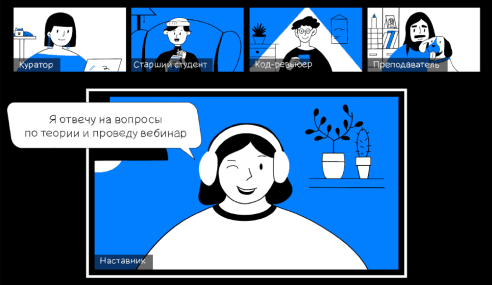 Куратор
Старший студент
Код-ревьюер
Преподаватель
Я отвечу на вопросы
по теории и проведу вебинар
Наставник